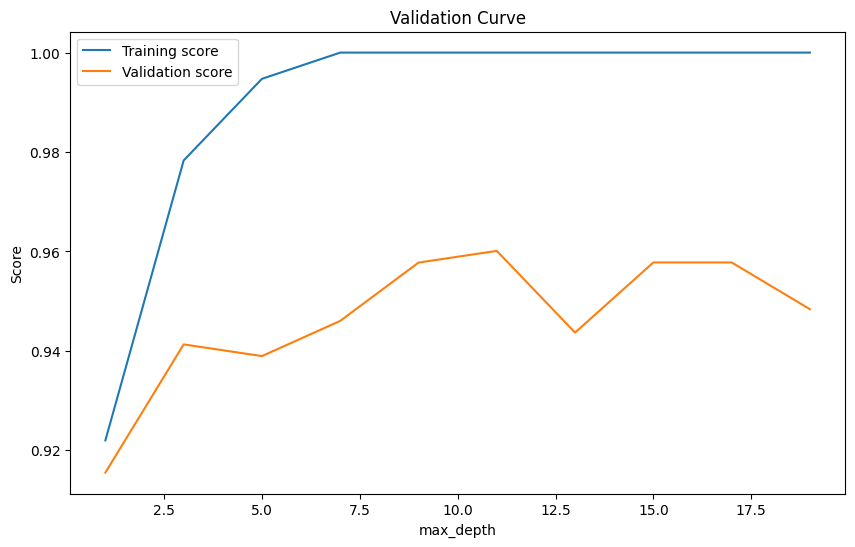 Validation Curve
Training score
Validation score
1.00
0.98
0.96
0.94
0.92
Score
2.5 5.0 7.5 10.0 12.5 15.0 17.5
max_depth